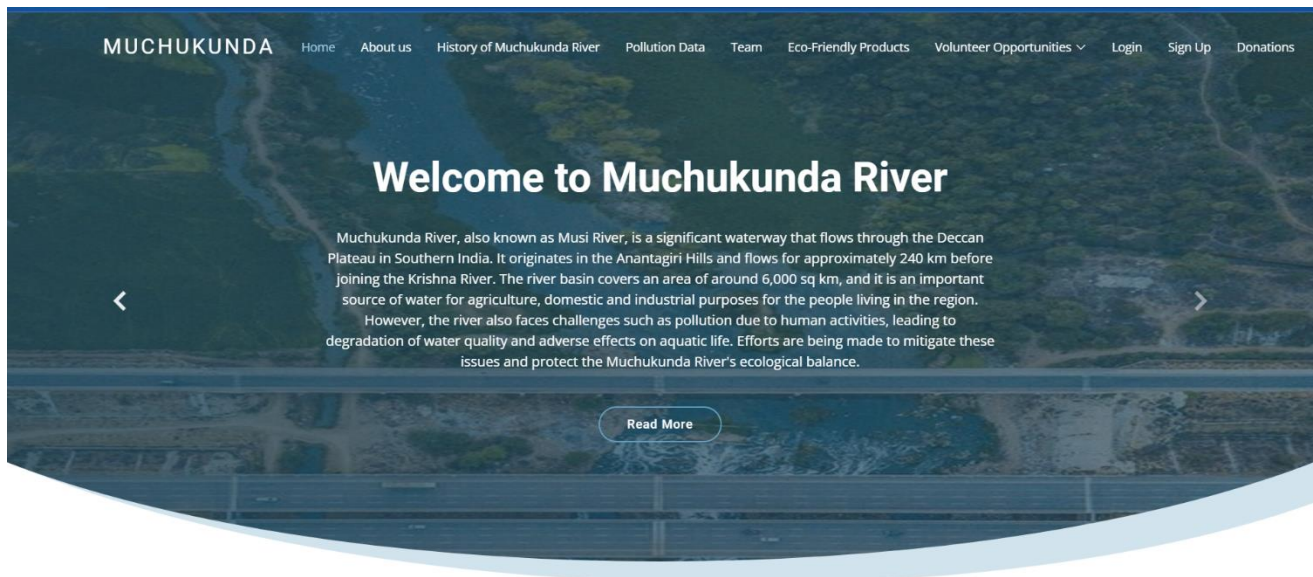 MUCHUKUNDA Home About us History of Muchukunda River Pollution Data Team Eco-Friendly Products Volunteer Opportunities Login Sign Up Donations
Welcome to Muchukunda River
Muchukunda River, also known as Musi River, is a significant waterway that flows through the Deccan
Plateau in Southern India. It originates in the Anantagiri Hills and flows for approximately 240 km before
joining the Krishna River. The river basin covers an area of around 6,000 sq km, and it is an important
source of water for agriculture, domestic and industrial purposes for the people living in the region.
However, the river also faces challenges such as pollution due to human activities, leading to
degradation of water quality and adverse effects on aquatic life. Efforts are being made to mitigate these
issues and protect the Muchukunda River's ecological balance.
Read More